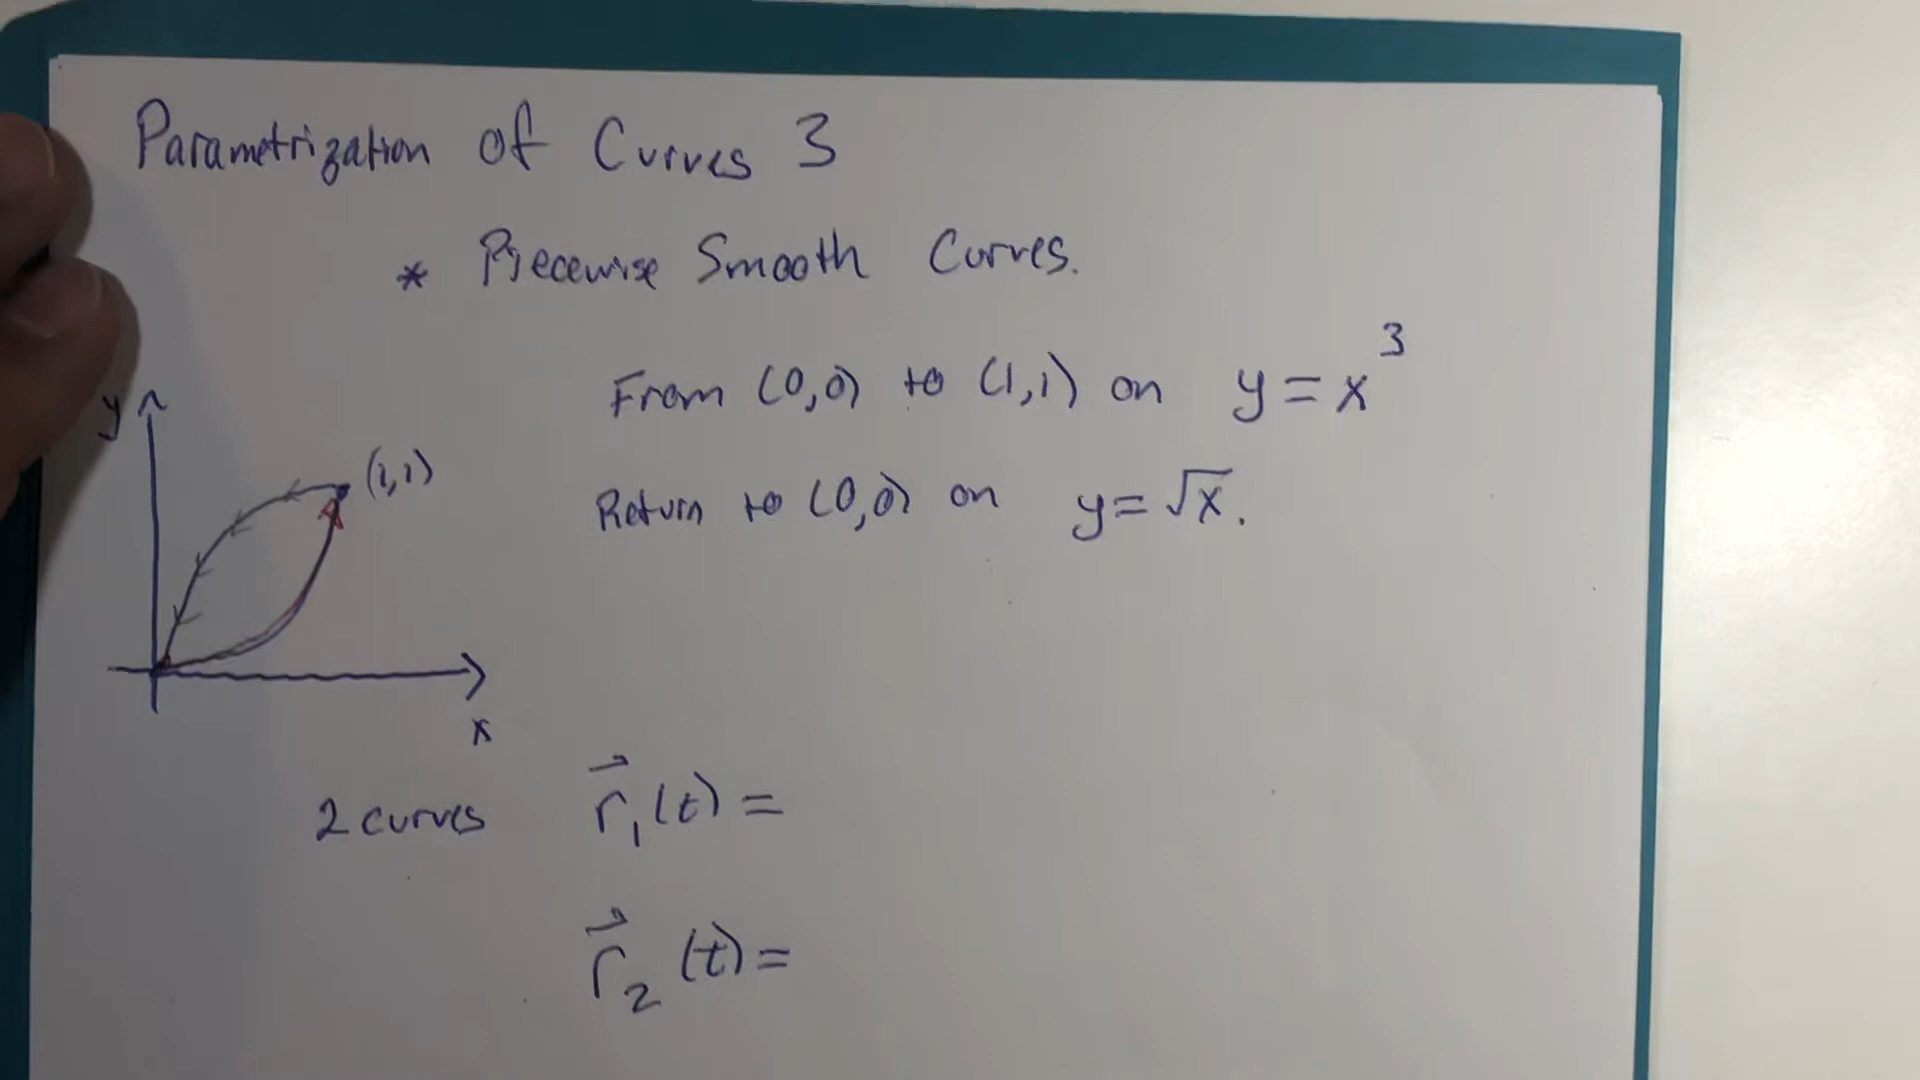 Parametrization of Curves 3
* Piecewise Smooth Curves.
From (0,0) to (1,1) on y = x³
Return to (0,0) on y = √x.
y
(1,1)
x
2 curves r⃗₁(t) =
r⃗₂(t) =